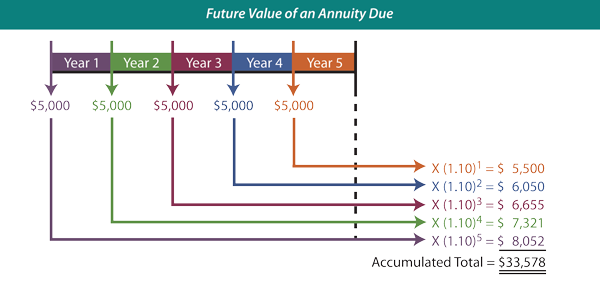 Future Value of an Annuity Due
Year 1 Year 2 Year 3 Year 4 Year 5
$5,000 $5,000 $5,000 $5,000 $5,000
X (1.10)¹ = $ 5,500
X (1.10)² = $ 6,050
X (1.10)³ = $ 6,655
X (1.10)⁴ = $ 7,321
X (1.10)⁵ = $ 8,052
Accumulated Total = $33,578